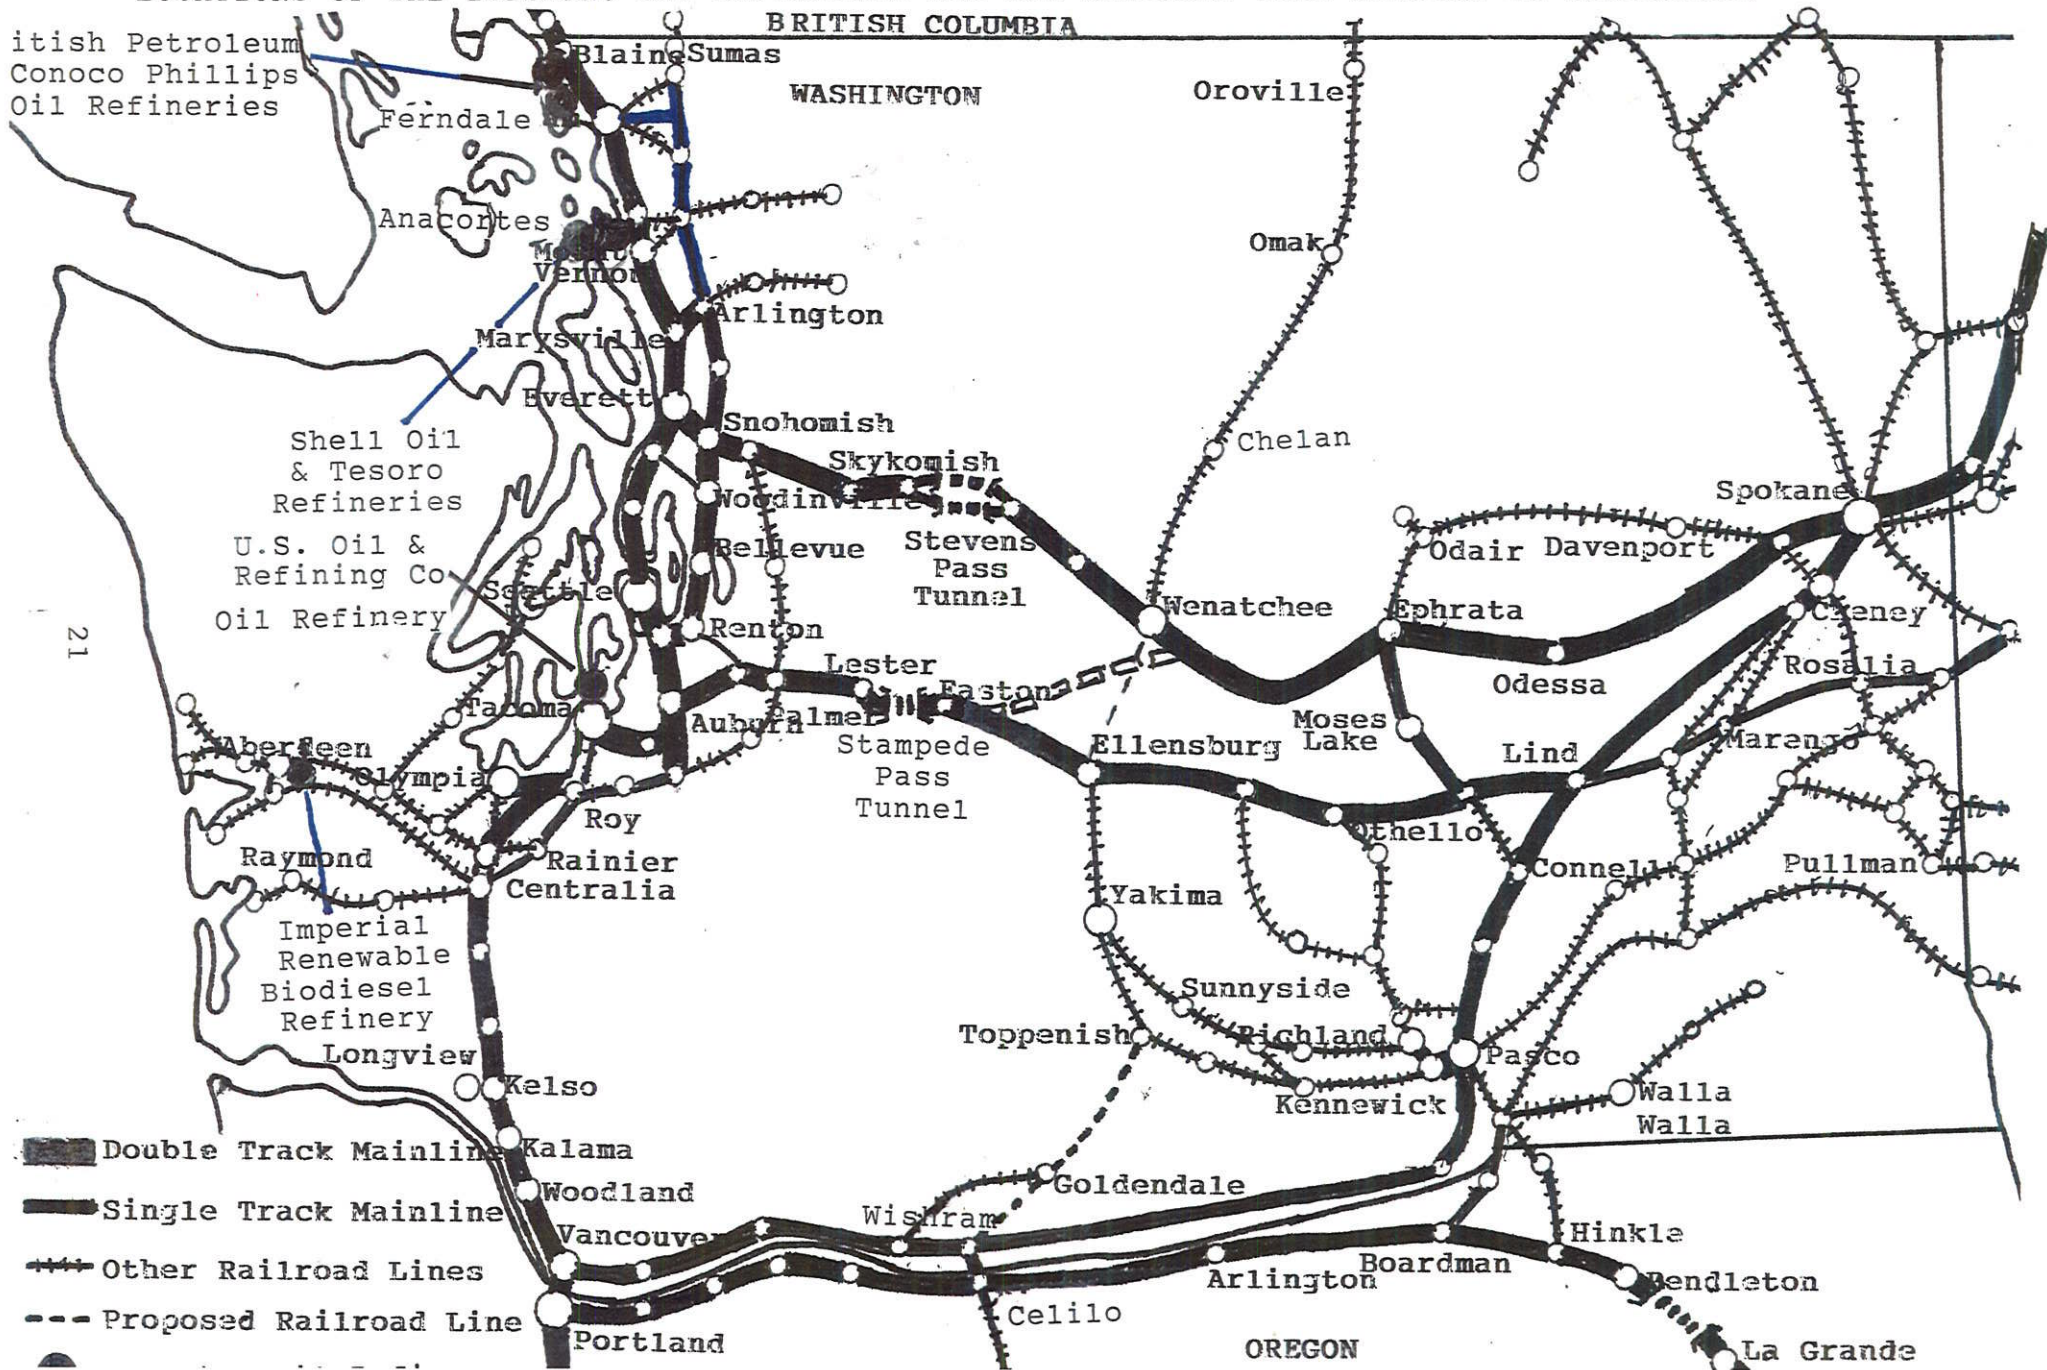 BRITISH COLUMBIA
itish Petroleum
Conoco Phillips
Oil Refineries
Blaine
Sumas
WASHINGTON
Oroville
Ferndale
Anacortes
Mount
Vernon
Omak
Arlington
Marysville
Everett
Snohomish
Chelan
Shell Oil
& Tesoro
Refineries
Skykomish
Woodinville
Spokane
U.S. Oil &
Refining Co
Oil Refinery
Bellevue
Stevens
Pass
Tunnel
Odair
Davenport
Seattle
Renton
Wenatchee
Ephrata
Cheney
21
Lester
Easton
Odessa
Rosalia
Tacoma
Auburn
Palmer
Stampede
Pass
Tunnel
Ellensburg
Moses
Lake
Lind
Marengo
Aberdeen
Olympia
Roy
Othello
Raymond
Rainier
Centralia
Connell
Pullman
Yakima
Imperial
Renewable
Biodiesel
Refinery
Sunnyside
Toppenish
Richland
Pasco
Longview
Kelso
Kennewick
Walla
Walla
Double Track Mainline
Kalama
Single Track Mainline
Woodland
Goldendale
Other Railroad Lines
Vancouver
Wishram
Hinkle
Boardman
Arlington
Pendleton
Proposed Railroad Line
Portland
Celilo
OREGON
La Grande